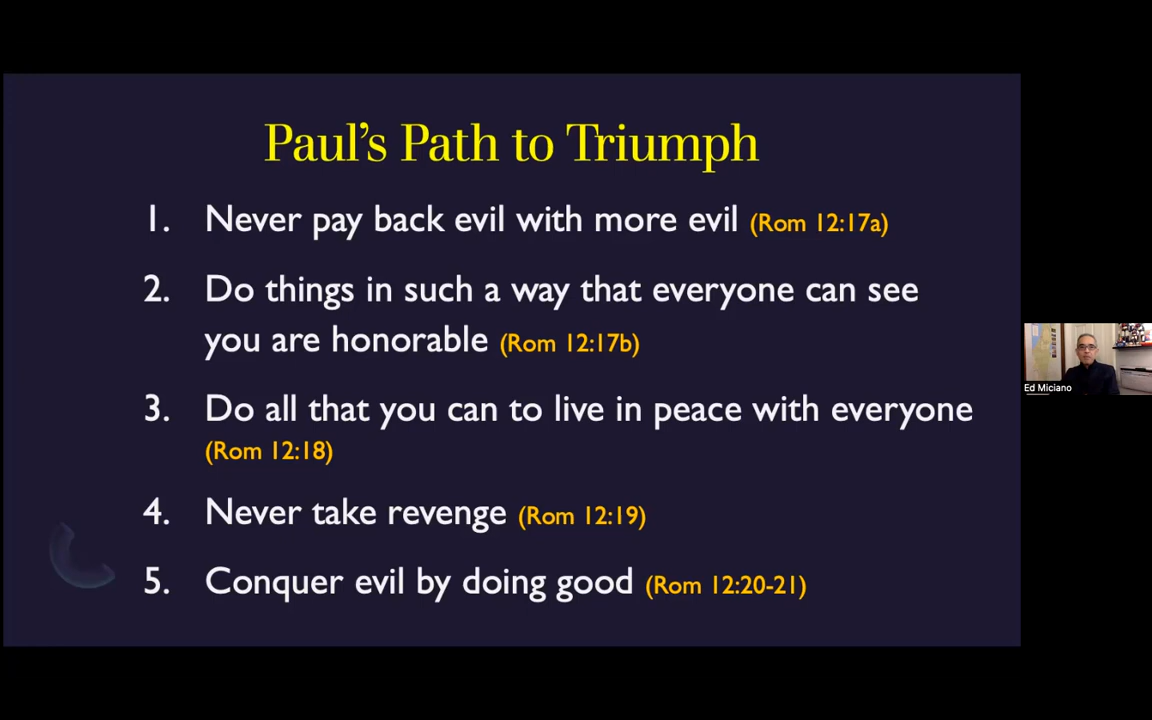 Paul's Path to Triumph
1. Never pay back evil with more evil (Rom 12:17a)
2. Do things in such a way that everyone can see
you are honorable (Rom 12:17b)
3. Do all that you can to live in peace with everyone
(Rom 12:18)
4. Never take revenge (Rom 12:19)
5. Conquer evil by doing good (Rom 12:20-21)
Ed Miciano